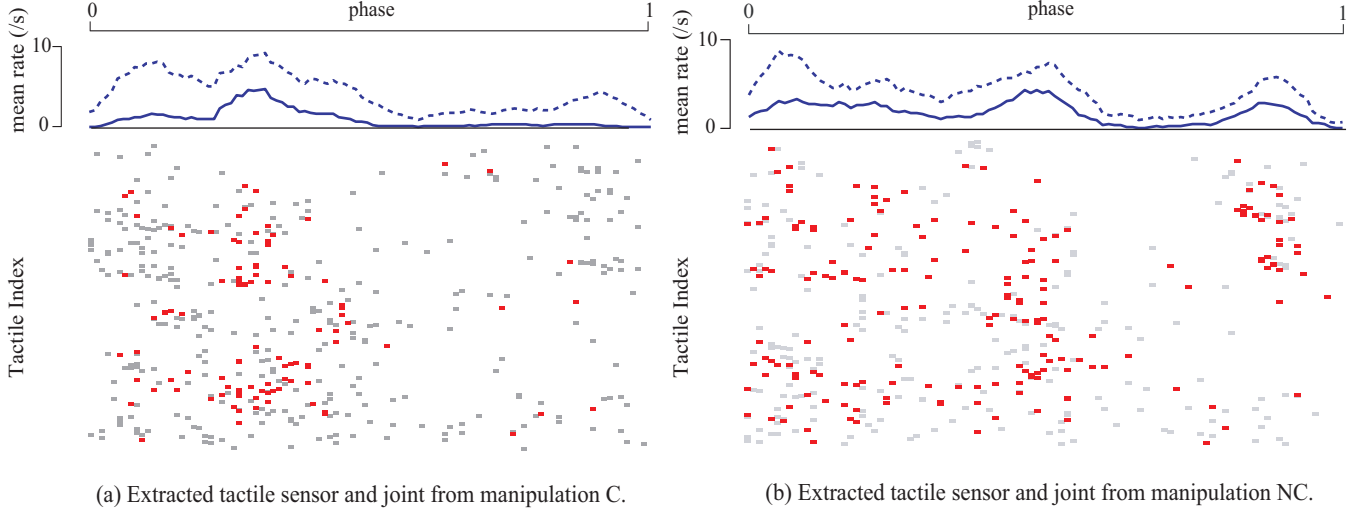 0 phase 1
mean rate (/s)
10
0
Tactile Index
(a) Extracted tactile sensor and joint from manipulation C.
0 phase 1
mean rate (/s)
10
0
Tactile Index
(b) Extracted tactile sensor and joint from manipulation NC.